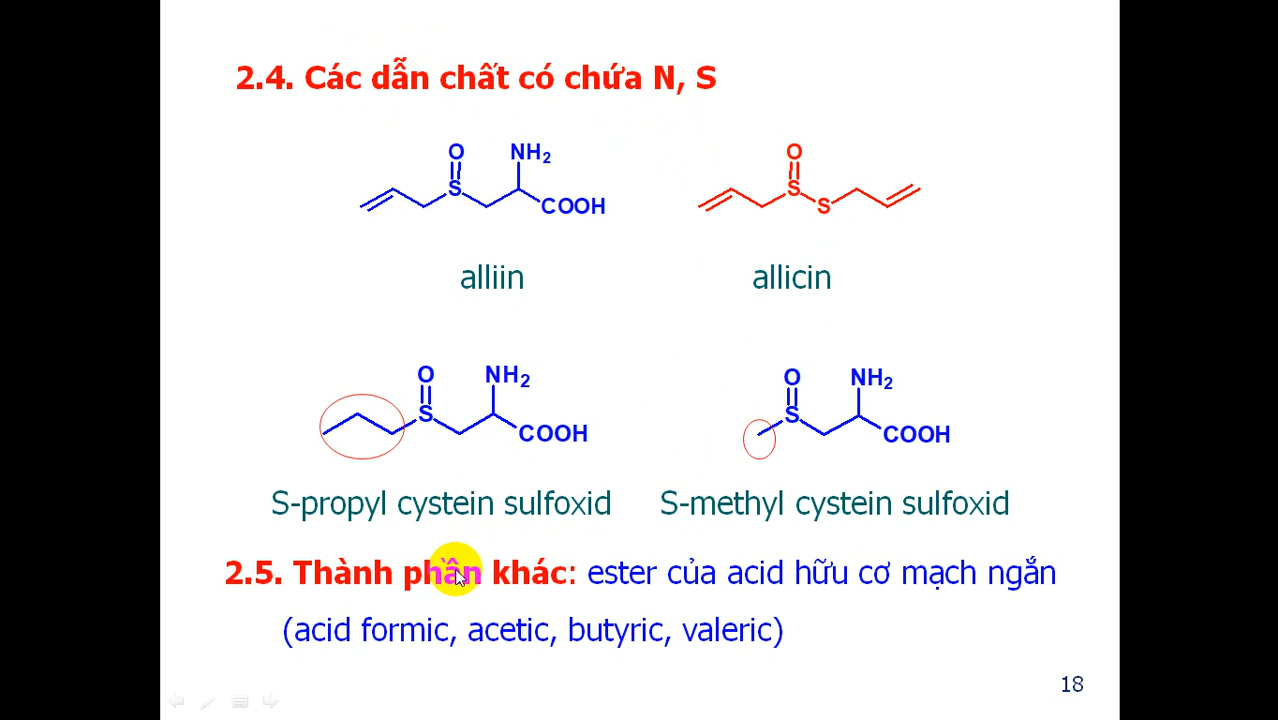 2.4. Các dẫn chất có chứa N, S
O NH2 O
S COOH S S
alliin allicin
O NH2 O NH2
S COOH S COOH
S-propyl cystein sulfoxid S-methyl cystein sulfoxid
2.5. Thành phần khác: ester của acid hữu cơ mạch ngắn
(acid formic, acetic, butyric, valeric)
18